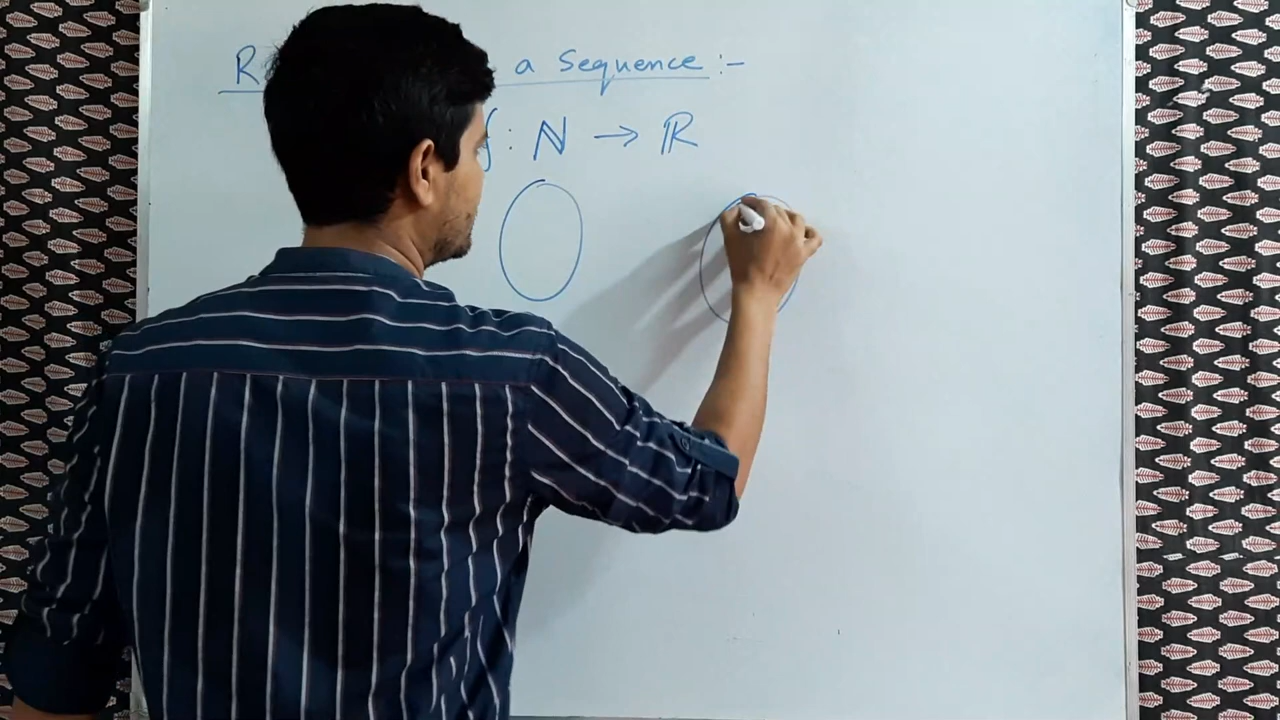 R a Sequence :-
f : ℕ → ℝ